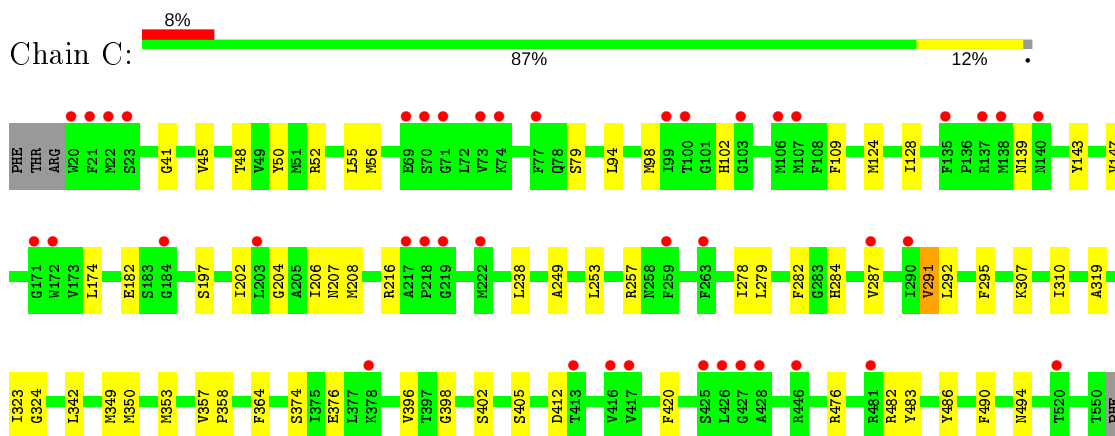 8%
Chain C:
87% 12% •
PHE THR ARG W20 F21 M22 S23 G41 V45 T48 V49 Y50 M51 R52 L55 M56 E69 S70 G71 L72 V73 K74 F77 Q78 S79 L94 M98 I99 T100 G101 H102 G103 M106 M107 F108 F109 M124 I128 F135 P136 R137 M138 N139 N140 Y143
G171 W172 V173 L174 E182 S183 G184 S197 I202 L203 G204 A205 I206 N207 M208 R216 A217 P218 G219 M222 L238 A249 L253 R257 N258 F259 F263 I278 L279 F282 G283 H284 V287 I290 V291 L292 F295 K307 I310 A319
I323 G324 L342 M349 M350 M353 V357 P358 F364 S374 I375 E376 L377 K378 V396 T397 G398 S402 S405 D412 T413 V416 V417 F420 S425 L426 G427 A428 R446 R476 R481 R482 Y483 Y486 F490 N494 T520 T550 PHE